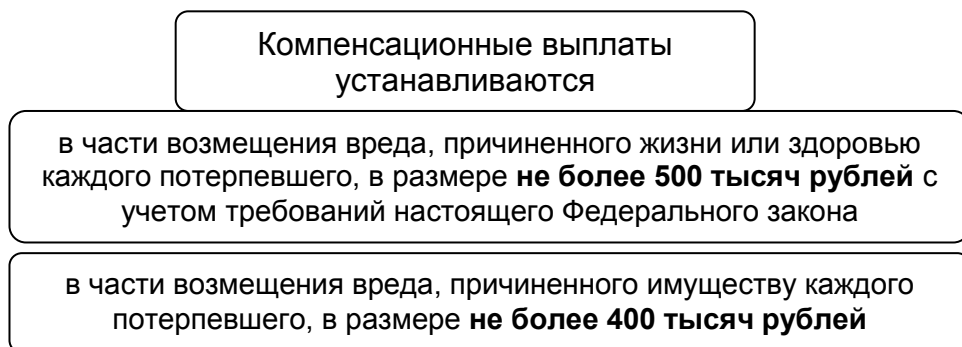 Компенсационные выплаты
устанавливаются
в части возмещения вреда, причиненного жизни или здоровью
каждого потерпевшего, в размере не более 500 тысяч рублей с
учетом требований настоящего Федерального закона
в части возмещения вреда, причиненного имуществу каждого
потерпевшего, в размере не более 400 тысяч рублей